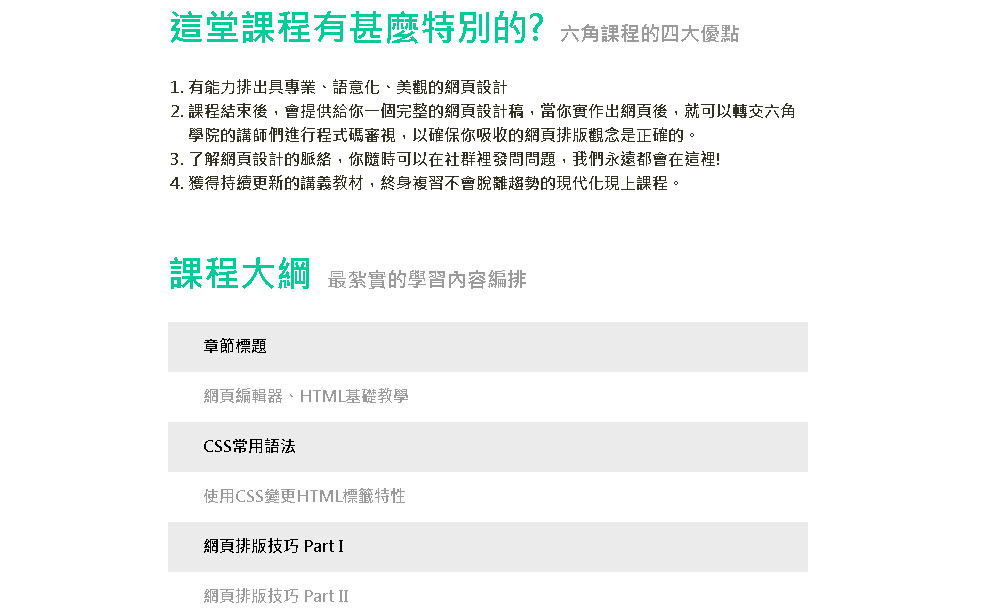 這堂課程有甚麼特別的? 六角課程的四大優點
1. 有能力排出具專業、語意化、美觀的網頁設計
2. 課程結束後，會提供給你一個完整的網頁設計稿，當你實作出網頁後，就可以轉交六角
學院的講師們進行程式碼審視，以確保你吸收的網頁排版觀念是正確的。
3. 了解網頁設計的脈絡，你隨時可以在社群裡發問問題，我們永遠都會在這裡!
4. 獲得持續更新的講義教材，終身複習不會脫離趨勢的現代化現上課程。
課程大綱 最紮實的學習內容編排
章節標題
網頁編輯器、HTML基礎教學
CSS常用語法
使用CSS變更HTML標籤特性
網頁排版技巧 Part I
網頁排版技巧 Part II